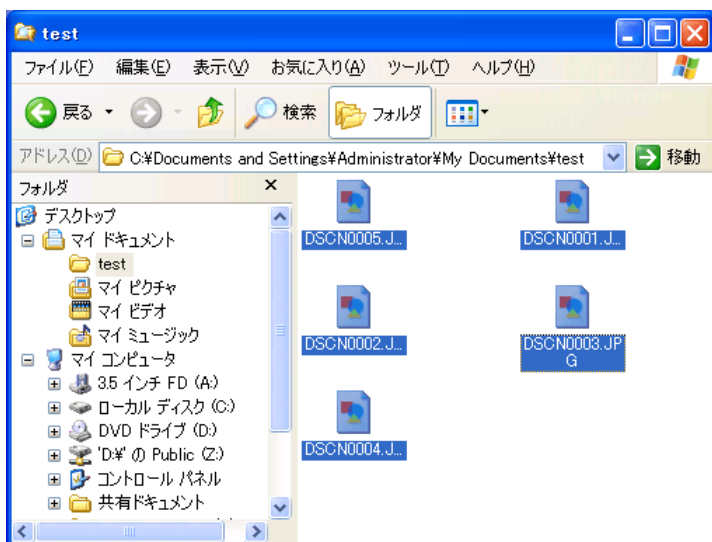 test
ファイル(F) 編集(E) 表示(V) お気に入り(A) ツール(T) ヘルプ(H)
戻る 検索 フォルダ
アドレス(D) C:¥Documents and Settings¥Administrator¥My Documents¥test 移動
フォルダ ×
デスクトップ
マイ ドキュメント
test
マイ ピクチャ
マイ ビデオ
マイ ミュージック
マイ コンピュータ
3.5 インチ FD (A:)
ローカル ディスク (C:)
DVD ドライブ (D:)
'D:¥' の Public (Z:)
コントロール パネル
共有ドキュメント
DSCN0005.J...
DSCN0001.J...
DSCN0002.J...
DSCN0003.JP
G
DSCN0004.J...